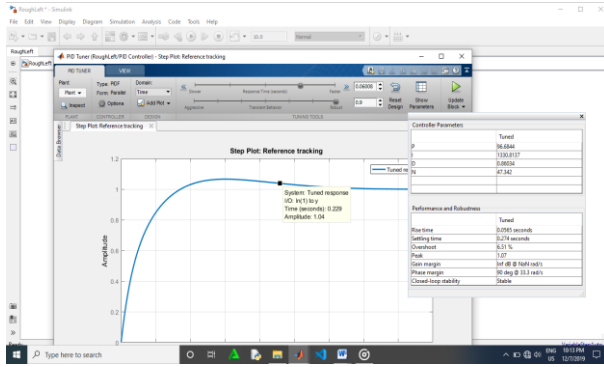 RoughLeft * - Simulink
File Edit View Display Diagram Simulation Analysis Code Tools Help
10.0 Normal
RoughLeft
RoughLeft
PID Tuner (RoughLeft/PID Controller) - Step Plot: Reference tracking
PID TUNER VIEW
Plant: Type: PDF Domain:
Plant Form: Parallel Time Slower Response Time (seconds) Faster 0.06006
Inspect Options Add Plot Aggressive Transient Behavior Robust 0.9 Reset Design Show Parameters Update Block
PLANT CONTROLLER DESIGN TUNING TOOLS
Step Plot: Reference tracking
Data Browser
Step Plot: Reference tracking
Tuned re
Amplitude
1.2
1
0.8
0.6
0.4
0.2
0
System: Tuned response
I/O: In(1) to y
Time (seconds): 0.229
Amplitude: 1.04
Controller Parameters
Tuned
P 96.6844
I 1330.8137
D 0.86034
N 47.342
Performance and Robustness
Tuned
Rise time 0.0565 seconds
Settling time 0.274 seconds
Overshoot 6.51 %
Peak 1.07
Gain margin Inf dB @ NaN rad/s
Phase margin 90 deg @ 33.3 rad/s
Closed-loop stability Stable
Ready
Type here to search
ENG 10:13 PM
US 12/7/2019